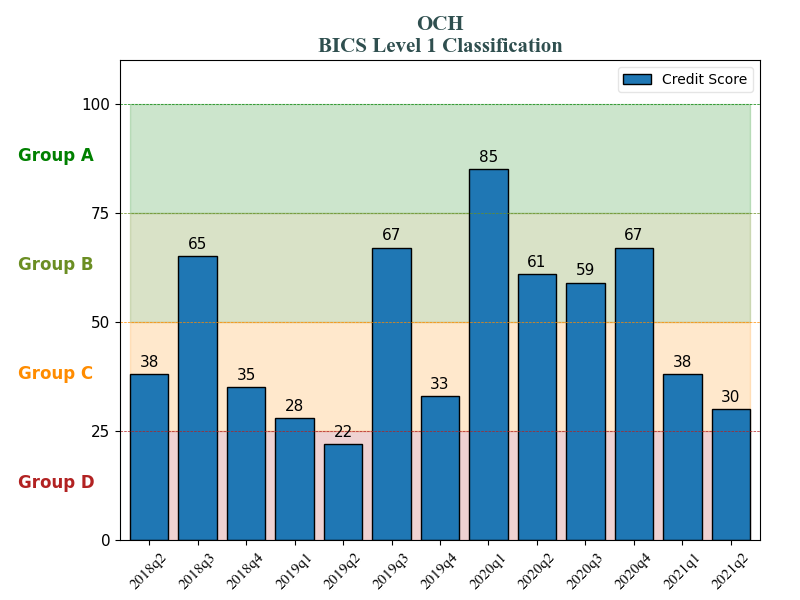 OCH
BICS Level 1 Classification
Credit Score
100
Group A
85
75
65
67
61
59
67
Group B
50
38
35
28
22
33
38
30
Group C
25
Group D
0
2018q2
2018q3
2018q4
2019q1
2019q2
2019q3
2019q4
2020q1
2020q2
2020q3
2020q4
2021q1
2021q2